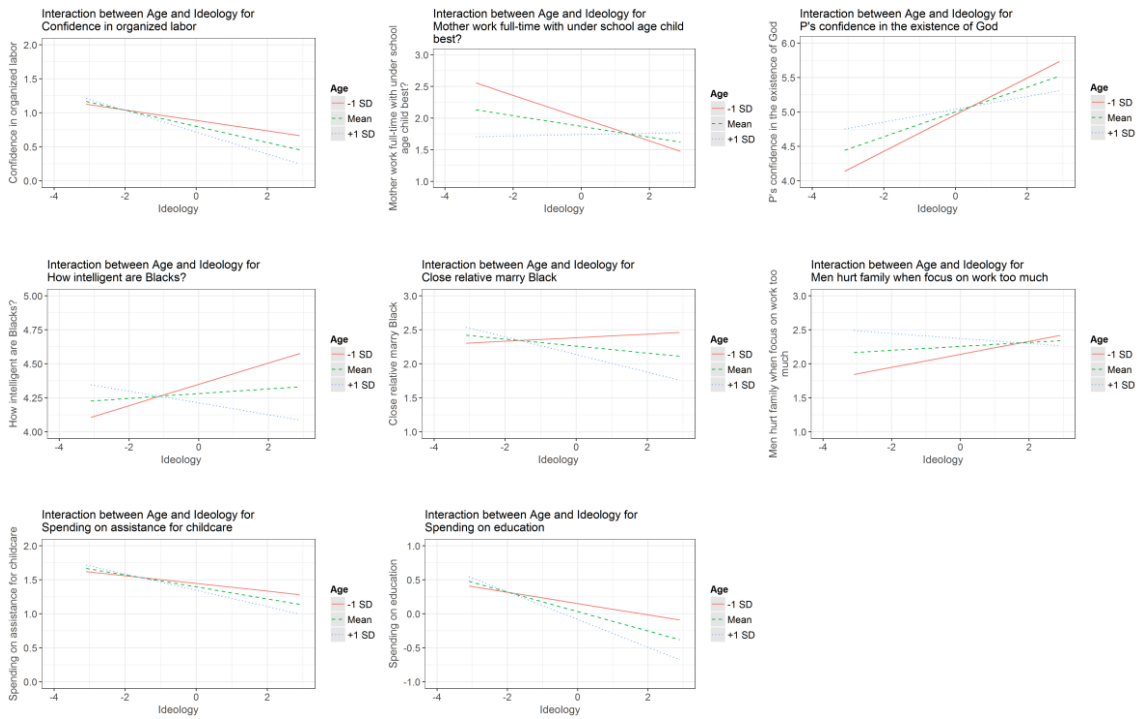 Interaction between Age and Ideology for
Confidence in organized labor
Confidence in organized labor
2.0
1.5
1.0
0.5
0.0
-4
-2
0
2
4
Ideology
Age
-1 SD
Mean
+1 SD
Interaction between Age and Ideology for
Mother work full-time with under school age child
best?
Mother work full-time with under school
age child best?
3.0
2.5
2.0
1.5
1.0
-4
-2
0
2
4
Ideology
Age
-1 SD
Mean
+1 SD
Interaction between Age and Ideology for
P's confidence in the existence of God
P's confidence in the existence of God
6.0
5.5
5.0
4.5
4.0
-4
-2
0
2
4
Ideology
Age
-1 SD
Mean
+1 SD
Interaction between Age and Ideology for
How intelligent are Blacks?
How intelligent are Blacks?
5.00
4.75
4.50
4.25
4.00
-4
-2
0
2
4
Ideology
Age
-1 SD
Mean
+1 SD
Interaction between Age and Ideology for
Close relative marry Black
Close relative marry Black
3.0
2.5
2.0
1.5
1.0
-4
-2
0
2
4
Ideology
Age
-1 SD
Mean
+1 SD
Interaction between Age and Ideology for
Men hurt family when focus on work too much
Men hurt family when focus on work too
much
3.0
2.5
2.0
1.5
1.0
-4
-2
0
2
4
Ideology
Age
-1 SD
Mean
+1 SD
Interaction between Age and Ideology for
Spending on assistance for childcare
Spending on assistance for childcare
2.0
1.5
1.0
0.5
0.0
-4
-2
0
2
4
Ideology
Age
-1 SD
Mean
+1 SD
Interaction between Age and Ideology for
Spending on education
Spending on education
1.0
0.5
0.0
-0.5
-1.0
-4
-2
0
2
4
Ideology
Age
-1 SD
Mean
+1 SD